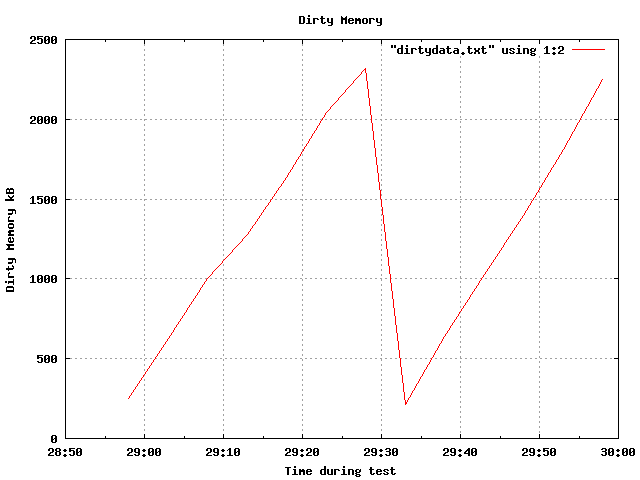 Dirty Memory
"dirtydata.txt" using 1:2
2500
2000
1500
1000
500
0
Dirty Memory kB
28:50 29:00 29:10 29:20 29:30 29:40 29:50 30:00
Time during test